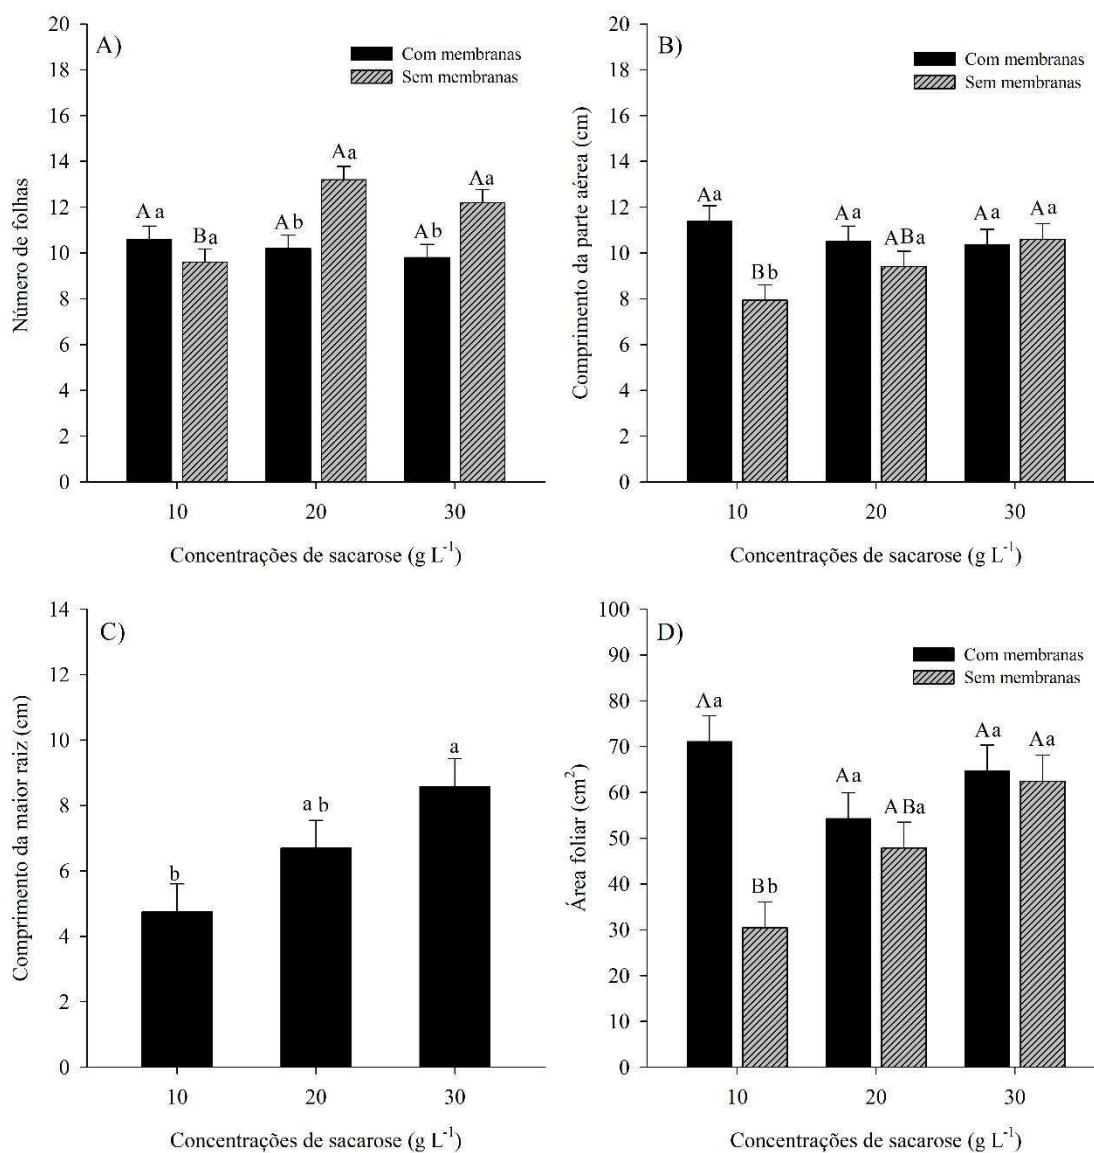 A)
Com membranas
Sem membranas
Número de folhas
20
18
16
14
12
10
8
6
4
2
0
Aa
Ba
Ab
Aa
Ab
Aa
10
20
30
Concentrações de sacarose (g L-1)
B)
Com membranas
Sem membranas
Comprimento da parte aérea (cm)
20
18
16
14
12
10
8
6
4
2
0
Aa
Bb
Aa
ABa
Aa
Aa
10
20
30
Concentrações de sacarose (g L-1)
C)
Comprimento da maior raiz (cm)
14
12
10
8
6
4
2
0
b
ab
a
10
20
30
Concentrações de sacarose (g L-1)
D)
Com membranas
Sem membranas
Área foliar (cm2)
100
90
80
70
60
50
40
30
20
10
0
Aa
Bb
Aa
ABa
Aa
Aa
10
20
30
Concentrações de sacarose (g L-1)